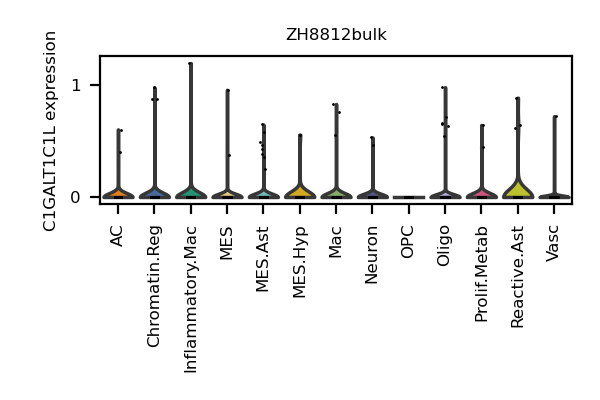 ZH8812bulk
C1GALT1C1L expression
1
0
AC
Chromatin.Reg
Inflammatory.Mac
MES
MES.Ast
MES.Hyp
Mac
Neuron
OPC
Oligo
Prolif.Metab
Reactive.Ast
Vasc